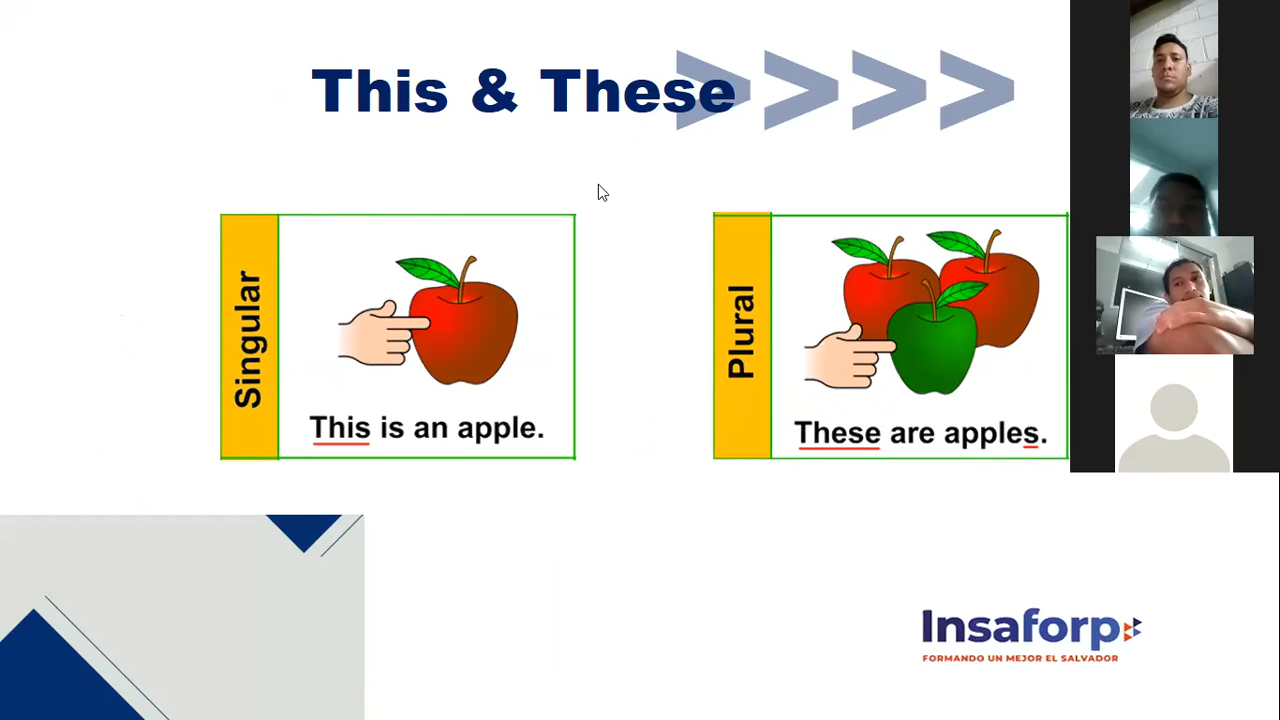 This & These
Singular
This is an apple.
Plural
These are apples.
Insaforp
FORMANDO UN MEJOR EL SALVADOR